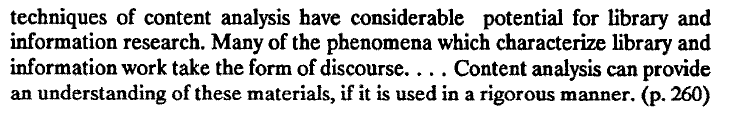 techniques of content analysis have considerable potential for library and
information research. Many of the phenomena which characterize library and
information work take the form of discourse. . . . Content analysis can provide
an understanding of these materials, if it is used in a rigorous manner. (p. 260)